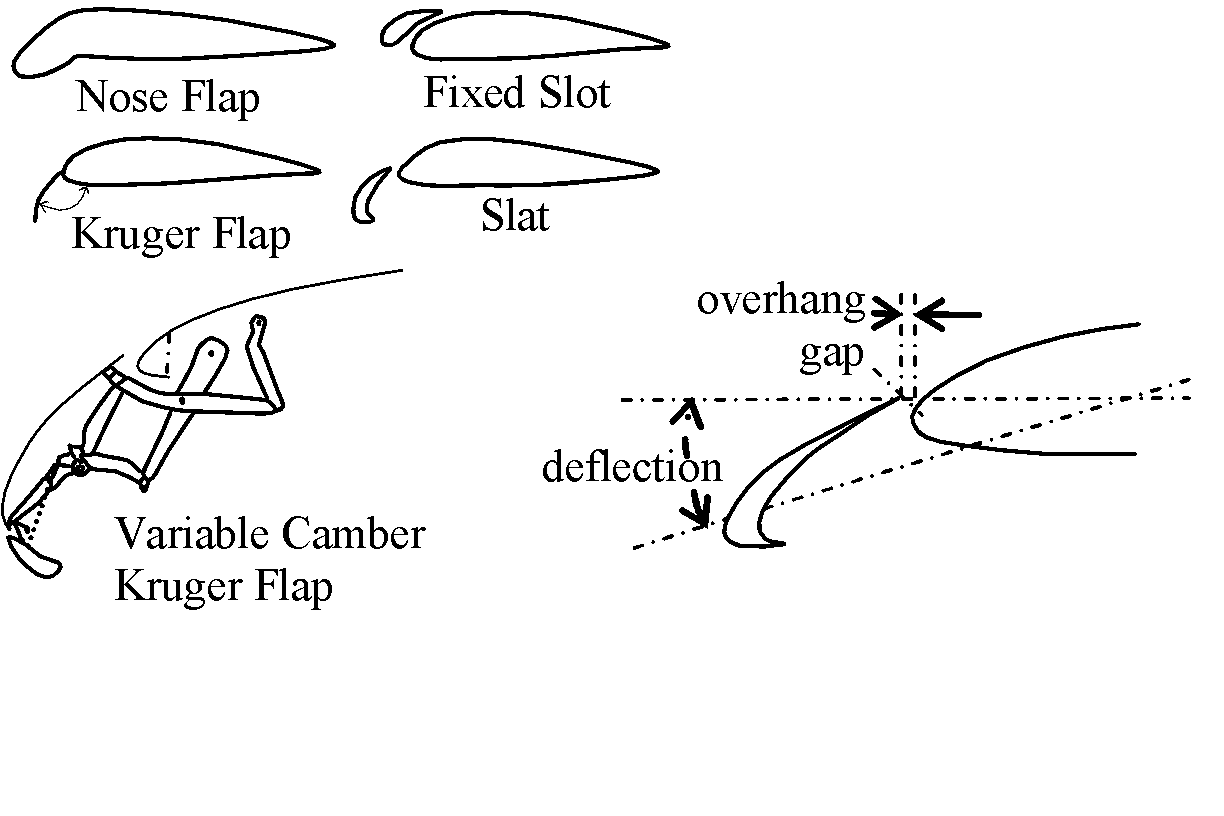 Nose Flap
Fixed Slot
Kruger Flap
Slat
overhang
gap
deflection
Variable Camber
Kruger Flap